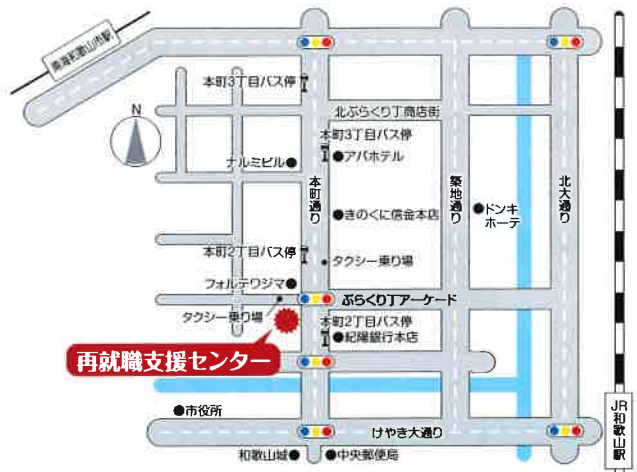 南海和歌山市駅
本町3丁目バス停
N
北ぶらくり丁商店街
本町3丁目バス停
アパホテル
ナルミビル
本町通り
築地通り
北大通り
きのくに信金本店
ドンキ
ホーテ
本町2丁目バス停
タクシー乗り場
フォルテワジマ
ぶらくり丁アーケード
タクシー乗り場
本町2丁目バス停
紀陽銀行本店
再就職支援センター
市役所
けやき大通り
JR和歌山駅
和歌山城
中央郵便局